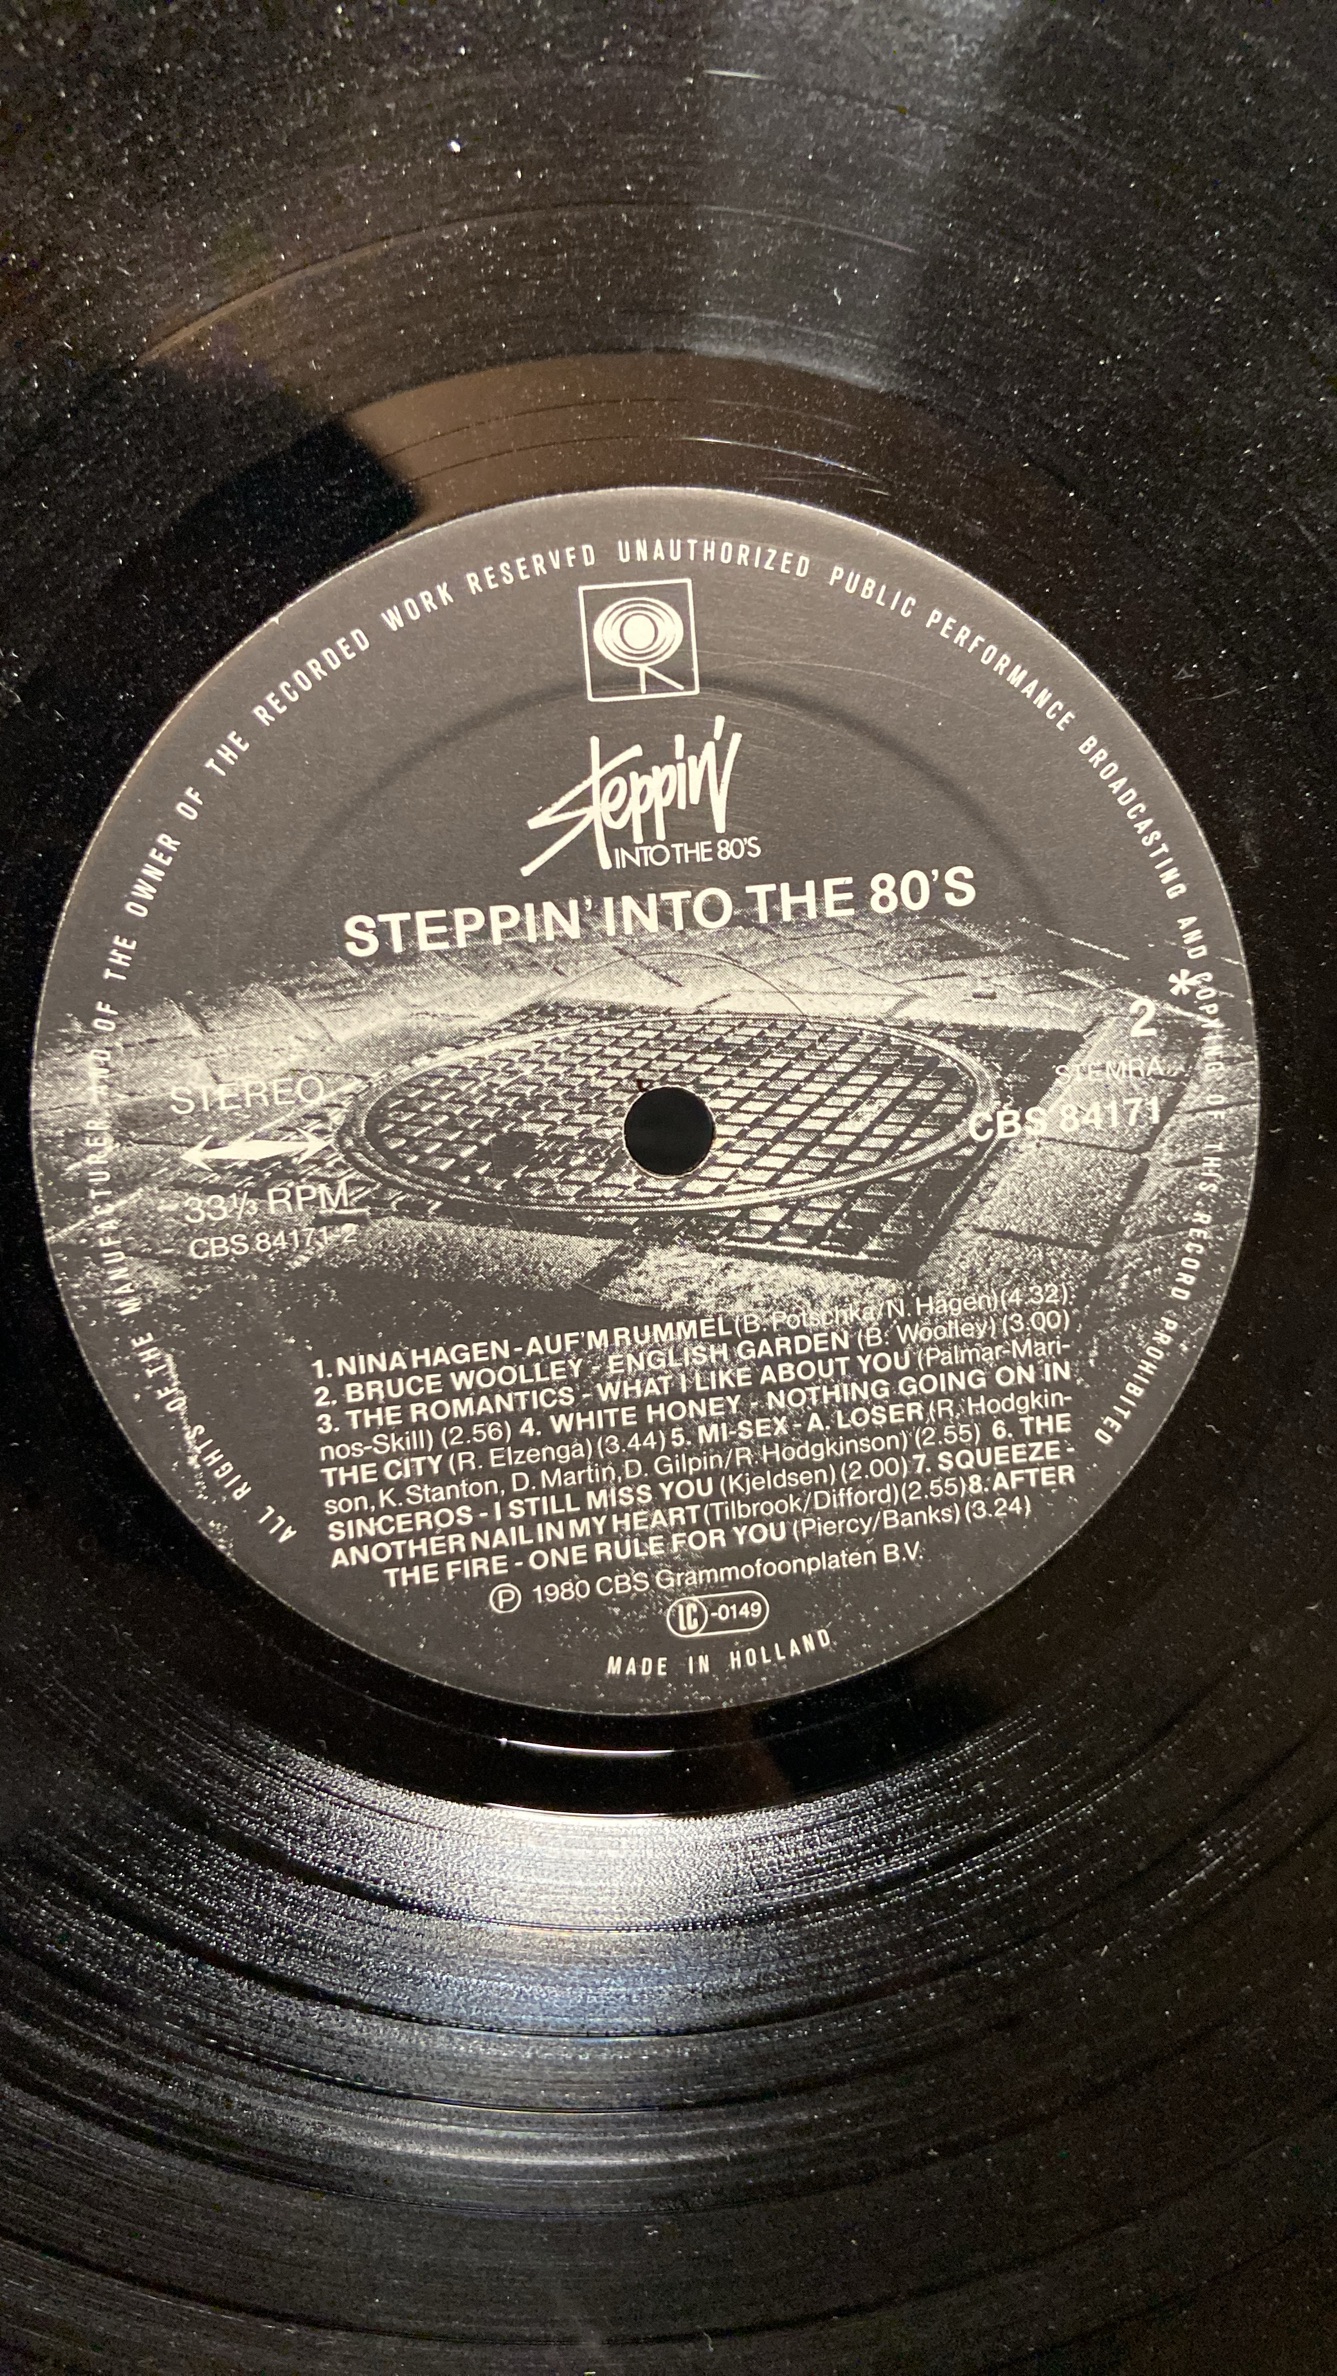 ALL RIGHTS OF THE MANUFACTURER AND OF THE OWNER OF THE RECORDED WORK RESERVED UNAUTHORIZED PUBLIC PERFORMANCE BROADCASTING AND COPYING OF THIS RECORD PROHIBITED
Steppin'
INTO THE 80'S
STEPPIN' INTO THE 80'S
*
2
STEREO
STEMRA
CBS 84171
33⅓ RPM
CBS 84171-2
1. NINA HAGEN - AUF'M RUMMEL (B. Potschka/N. Hagen) (4.32)
2. BRUCE WOOLLEY - ENGLISH GARDEN (B. Woolley) (3.00)
3. THE ROMANTICS - WHAT I LIKE ABOUT YOU (Palmar-Mari-
nos-Skill) (2.56) 4. WHITE HONEY - NOTHING GOING ON IN
THE CITY (R. Elzenga) (3.44) 5. MI-SEX - A. LOSER (R. Hodgkin-
son, K. Stanton, D. Martin, D. Gilpin/R. Hodgkinson) (2.55) 6. THE
SINCEROS - I STILL MISS YOU (Kjeldsen) (2.00) 7. SQUEEZE -
ANOTHER NAIL IN MY HEART (Tilbrook/Difford) (2.55) 8. AFTER
THE FIRE - ONE RULE FOR YOU (Piercy/Banks) (3.24)
Ⓟ 1980 CBS Grammofoonplaten B.V.
LC -0149
MADE IN HOLLAND